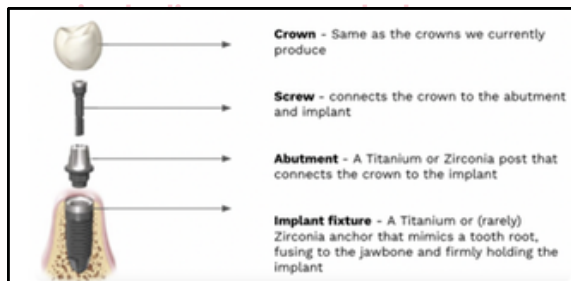 Crown - Same as the crowns we currently
produce
Screw - connects the crown to the abutment
and implant
Abutment - A Titanium or Zirconia post that
connects the crown to the implant
Implant fixture - A Titanium or (rarely)
Zirconia anchor that mimics a tooth root,
fusing to the jawbone and firmly holding the
implant